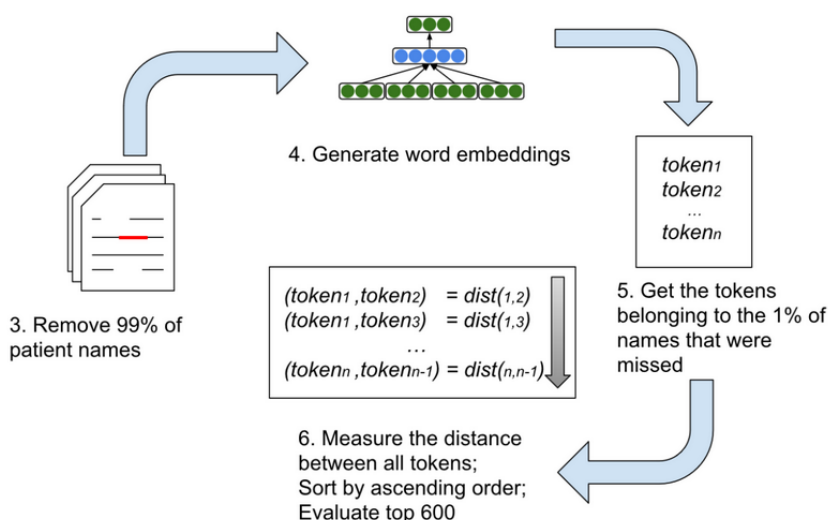 4. Generate word embeddings
token1
token2
...
tokenn
3. Remove 99% of
patient names
(token1 ,token2) = dist(1,2)
(token1 ,token3) = dist(1,3)
...
(tokenn ,tokenn-1) = dist(n,n-1)
5. Get the tokens
belonging to the 1% of
names that were
missed
6. Measure the distance
between all tokens;
Sort by ascending order;
Evaluate top 600